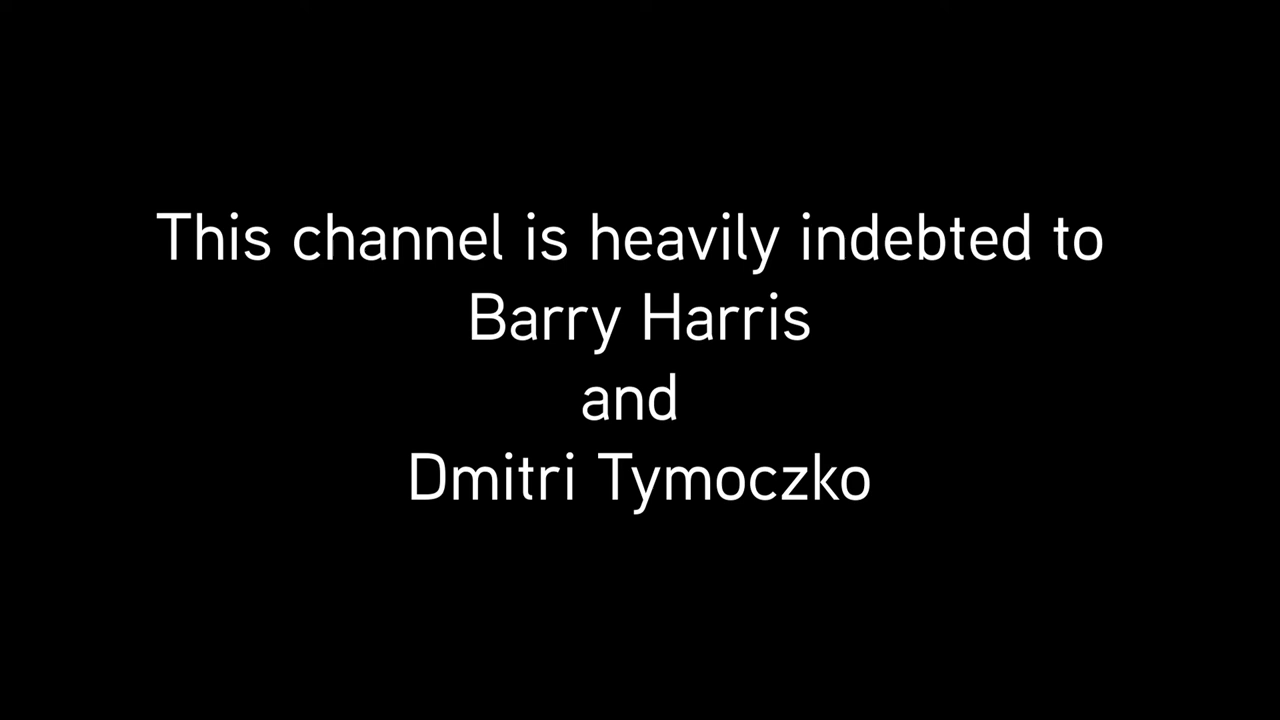 This channel is heavily indebted to
Barry Harris
and
Dmitri Tymoczko